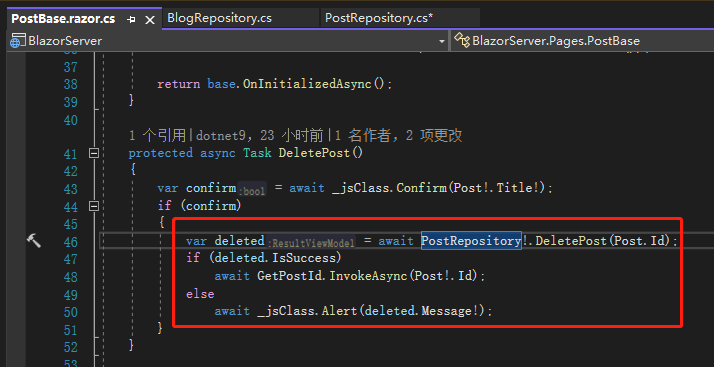 PostBase.razor.cs BlogRepository.cs PostRepository.cs*
BlazorServer BlazorServer.Pages.PostBase
37
38 return base.OnInitializedAsync();
39 }
40
1 个引用|dotnet9，23 小时前|1 名作者，2 项更改
41 protected async Task DeletePost()
42 {
43 var confirm:bool = await _jsClass.Confirm(Post!.Title!);
44 if (confirm)
45 {
46 var deleted:ResultViewModel = await PostRepository!.DeletePost(Post.Id);
47 if (deleted.IsSuccess)
48 await GetPostId.InvokeAsync(Post!.Id);
49 else
50 await _jsClass.Alert(deleted.Message!);
51 }
52 }